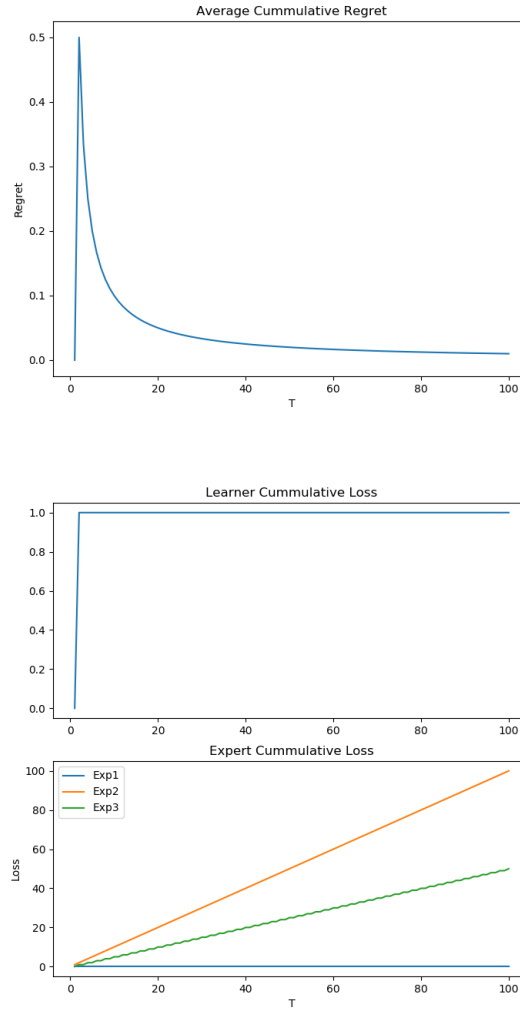 Average Cummulative Regret
0.5
0.4
0.3
0.2
0.1
0.0
Regret
0 20 40 60 80 100
T
Learner Cummulative Loss
1.0
0.8
0.6
0.4
0.2
0.0
0 20 40 60 80 100
Expert Cummulative Loss
100
80
60
40
20
0
Loss
Exp1
Exp2
Exp3
0 20 40 60 80 100
T